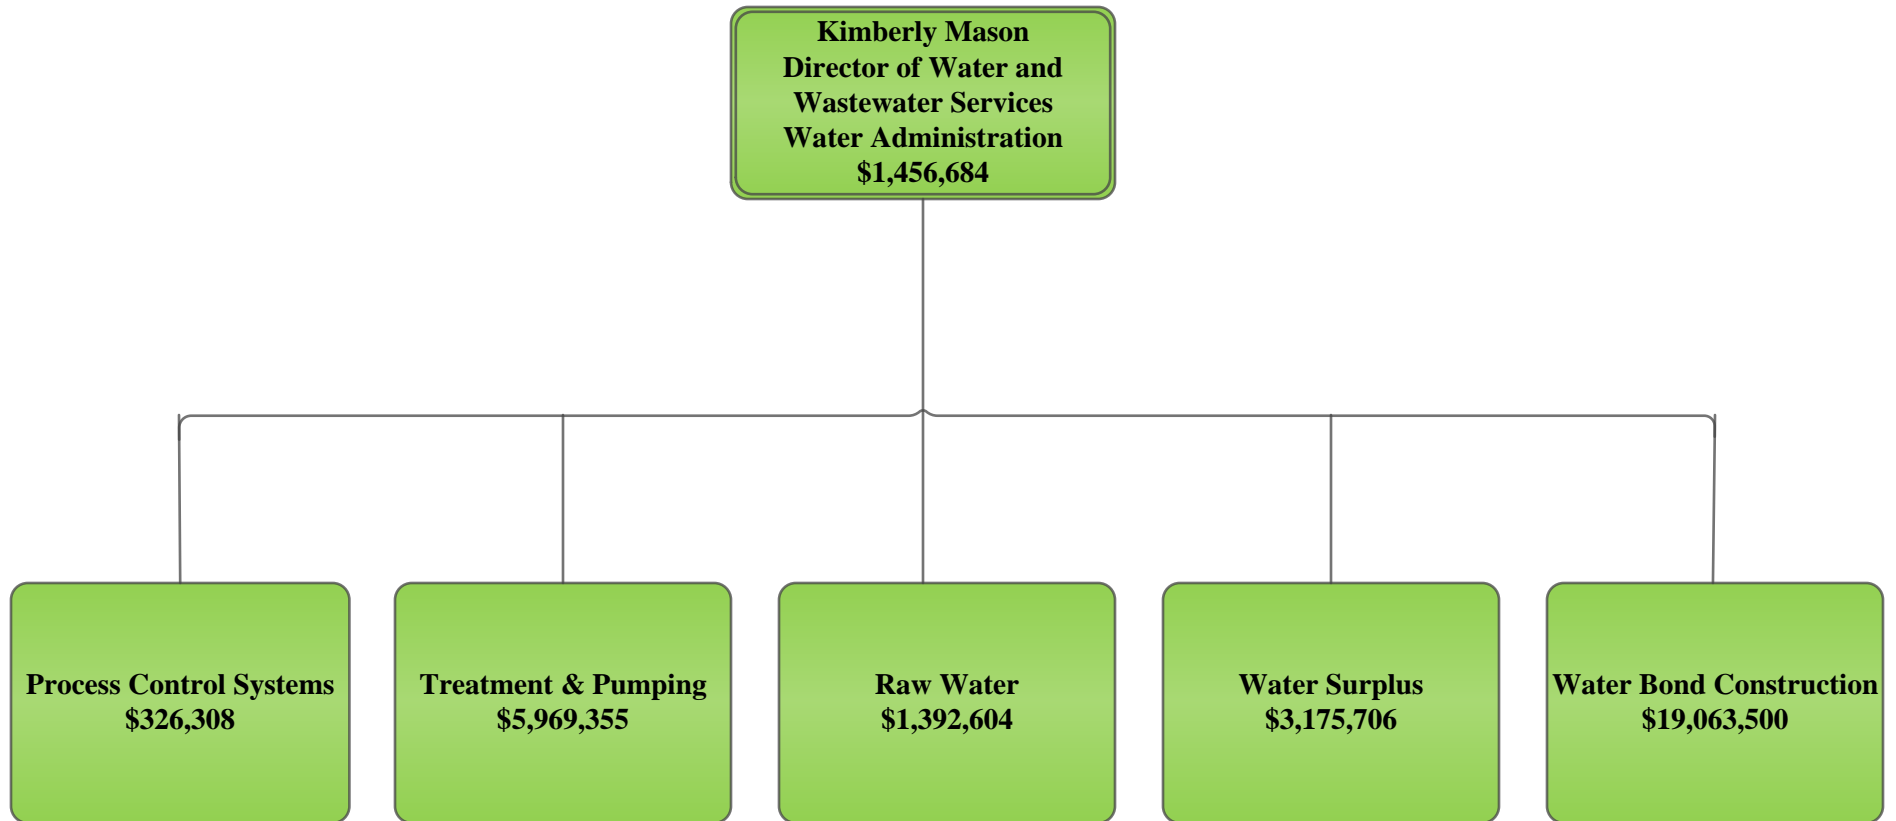 Kimberly Mason
Director of Water and
Wastewater Services
Water Administration
$1,456,684
Process Control Systems
$326,308
Treatment & Pumping
$5,969,355
Raw Water
$1,392,604
Water Surplus
$3,175,706
Water Bond Construction
$19,063,500